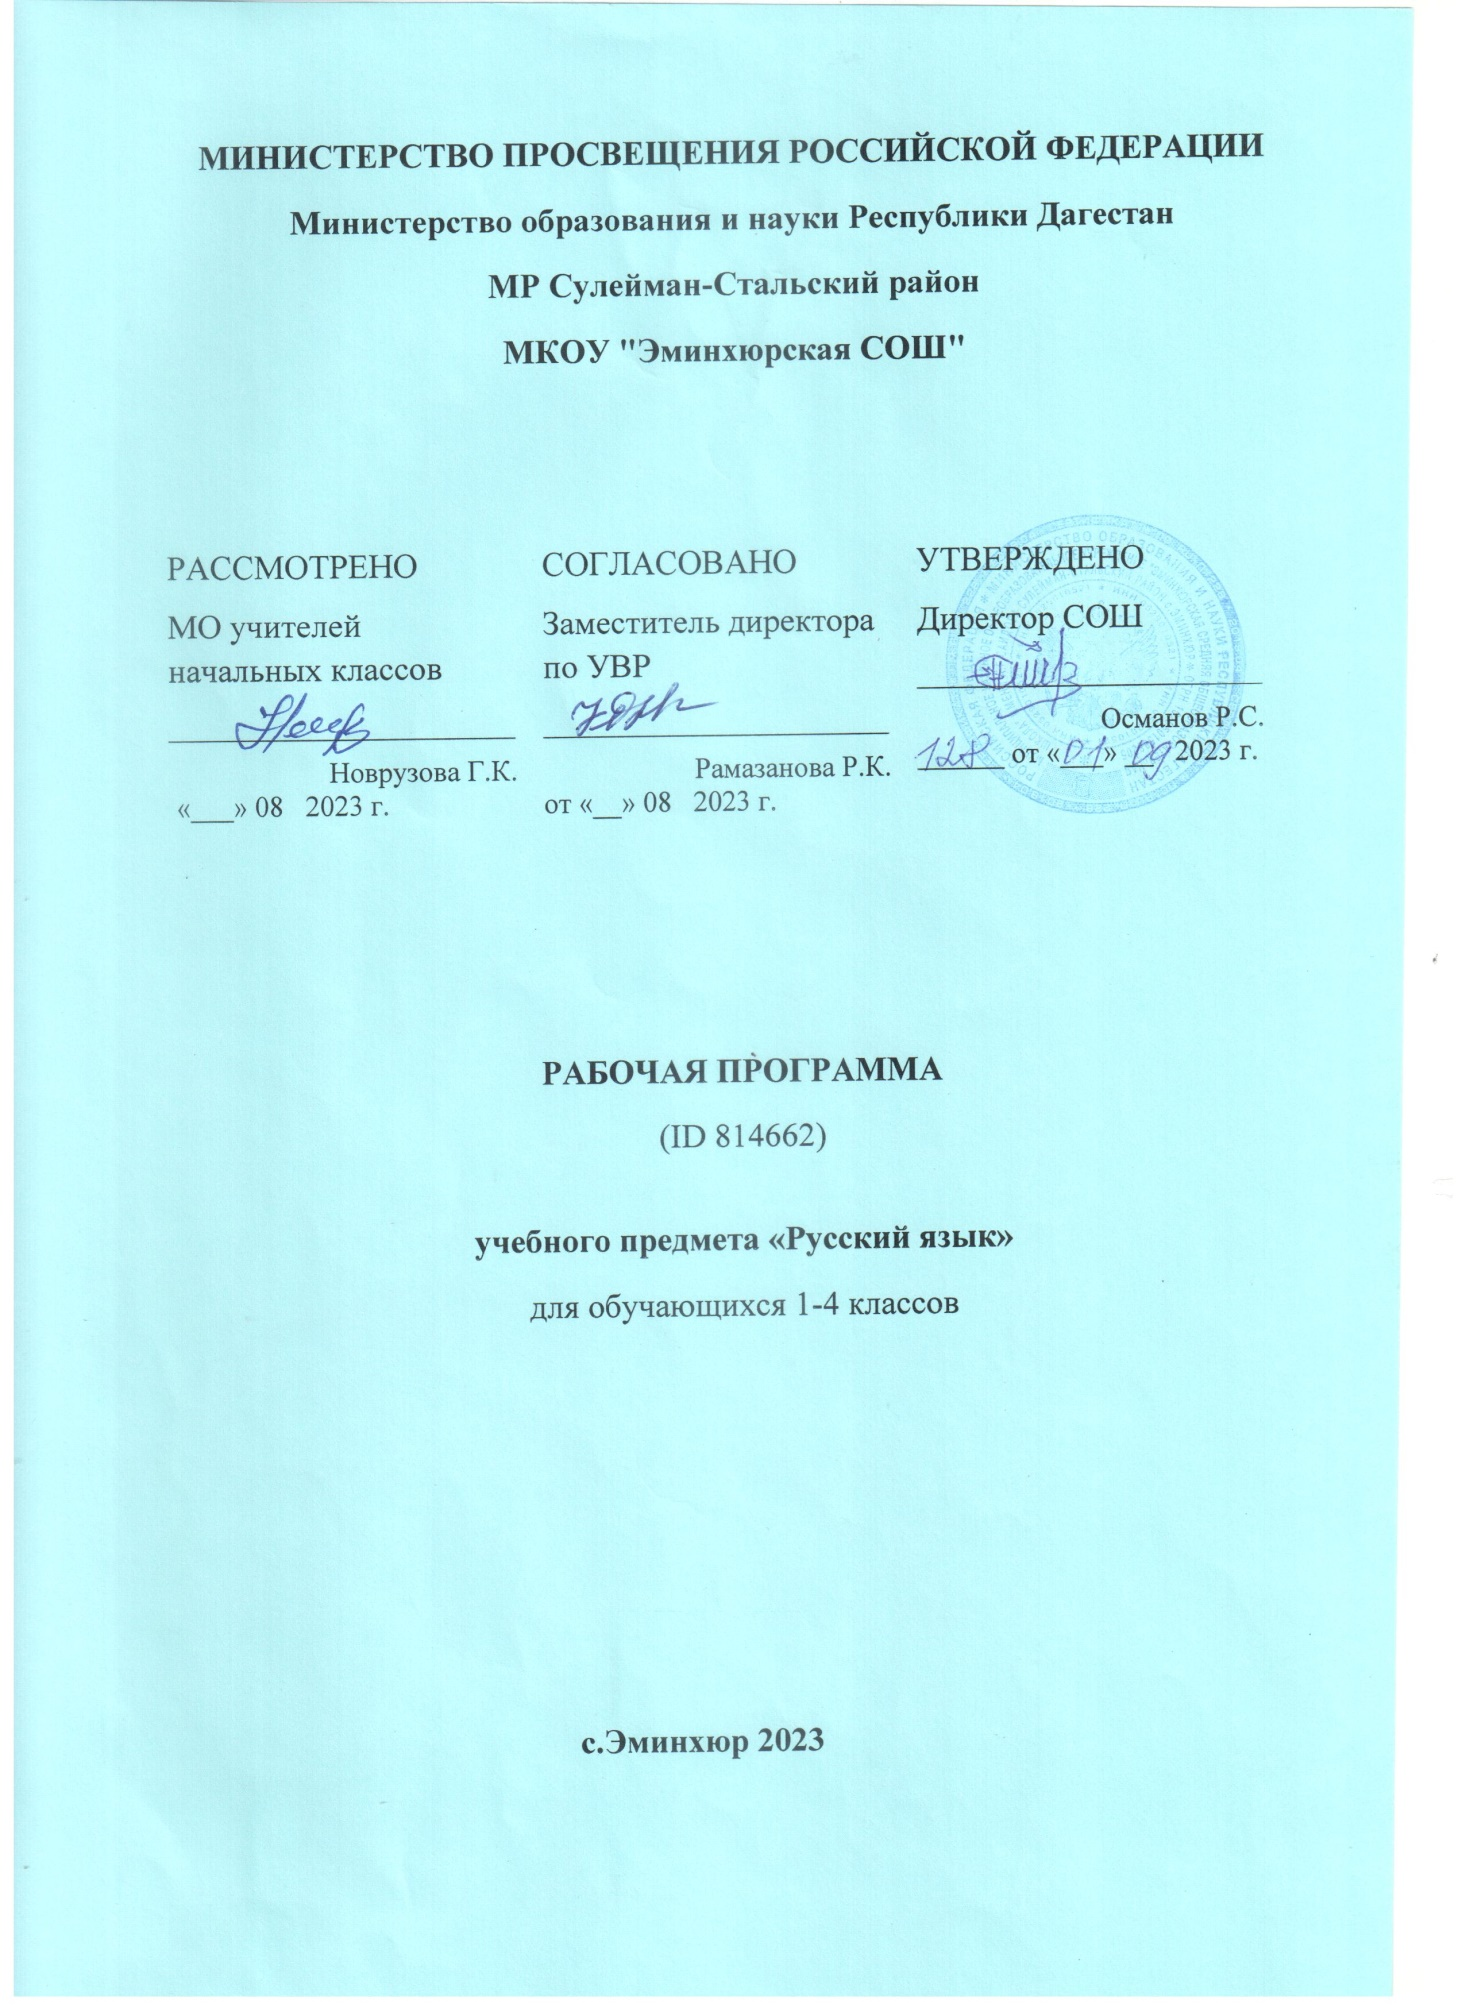 МИНИСТЕРСТВО ПРОСВЕЩЕНИЯ РОССИЙСКОЙ ФЕДЕРАЦИИ
Министерство образования и науки Республики Дагестан
МР Сулейман-Стальский район
МКОУ "Эминхюрская СОШ"
РАССМОТРЕНО
МО учителей
начальных классов
Новрузова Г.К.
«___» 08 2023 г.
СОГЛАСОВАНО
Заместитель директора
по УВР
Рамазанова Р.К.
от «__» 08 2023 г.
УТВЕРЖДЕНО
Директор СОШ
Османов Р.С.
128 от «01» 09 2023 г.
РАБОЧАЯ ПРОГРАММА
(ID 814662)
учебного предмета «Русский язык»
для обучающихся 1-4 классов
с.Эминхюр 2023